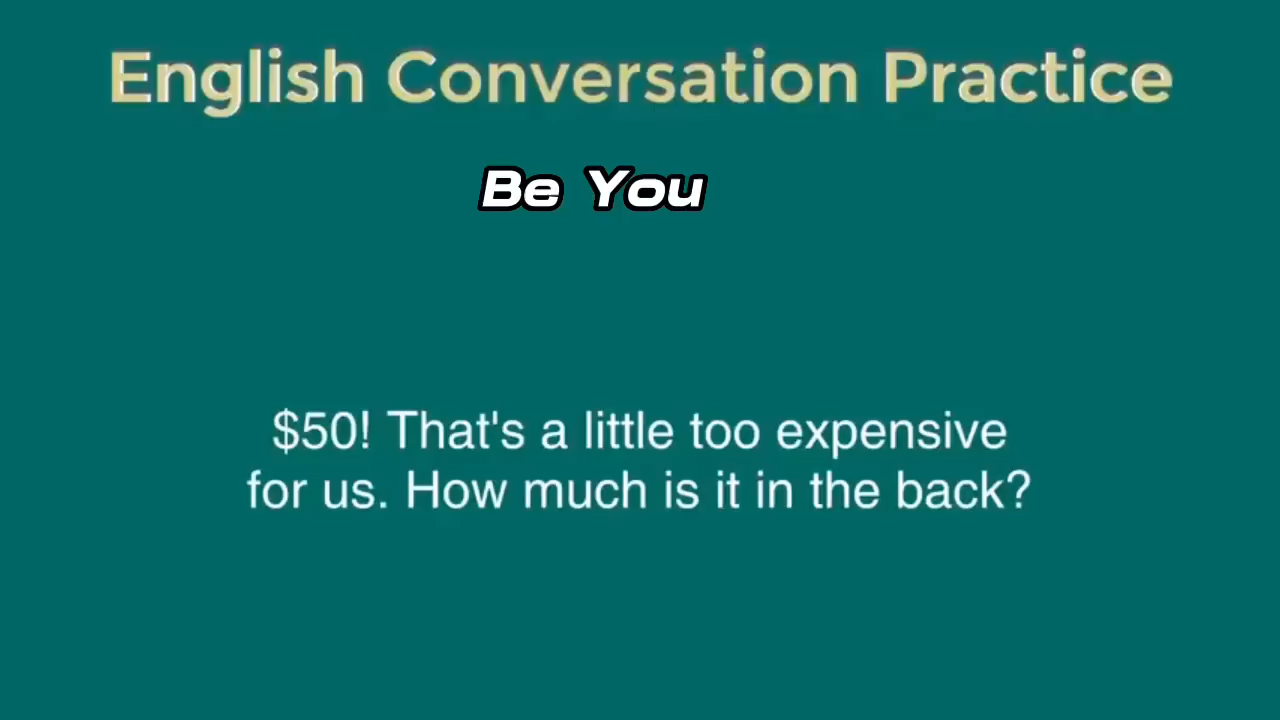 English Conversation Practice
Be You
$50! That's a little too expensive
for us. How much is it in the back?